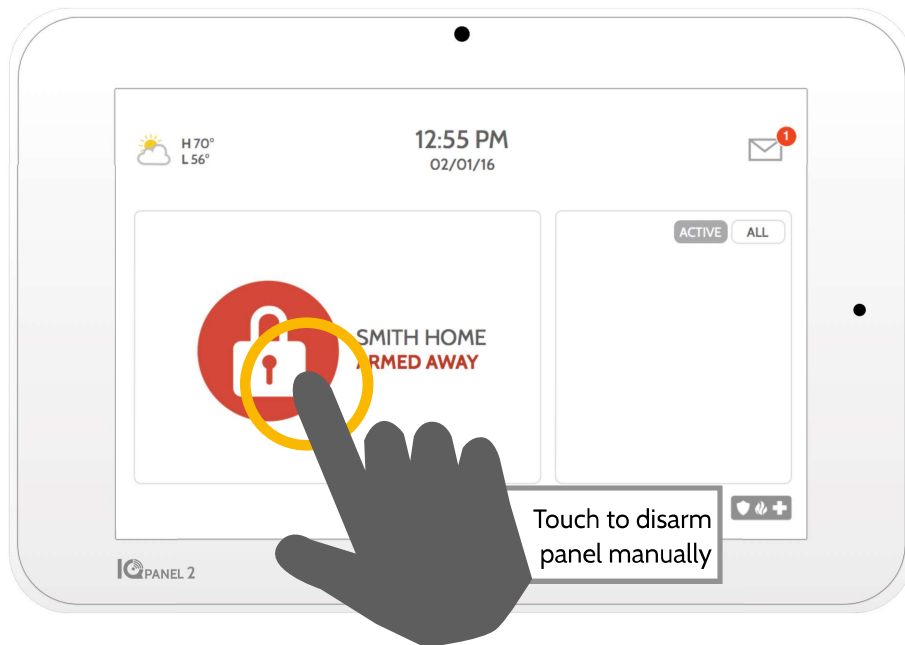 H 70°
L 56°
12:55 PM
02/01/16
1
ACTIVE
ALL
SMITH HOME
ARMED AWAY
Touch to disarm
panel manually
IQ PANEL 2